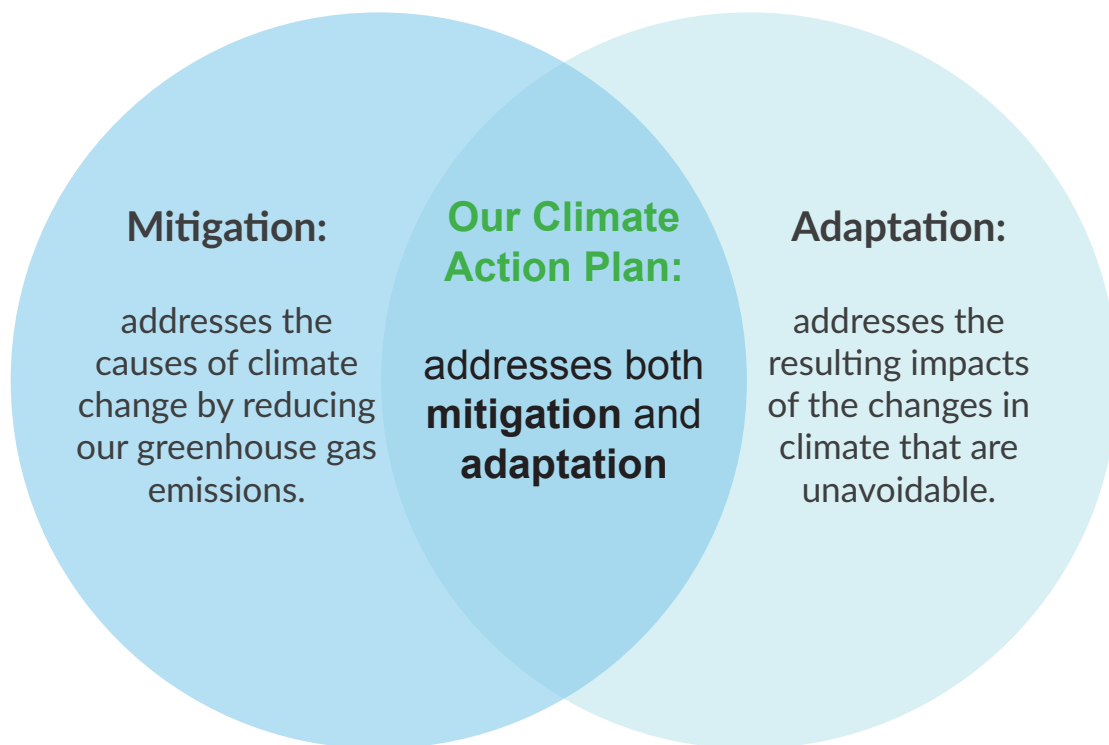 Mitigation:
addresses the
causes of climate
change by reducing
our greenhouse gas
emissions.
Our Climate
Action Plan:
addresses both
mitigation and
adaptation
Adaptation:
addresses the
resulting impacts
of the changes in
climate that are
unavoidable.